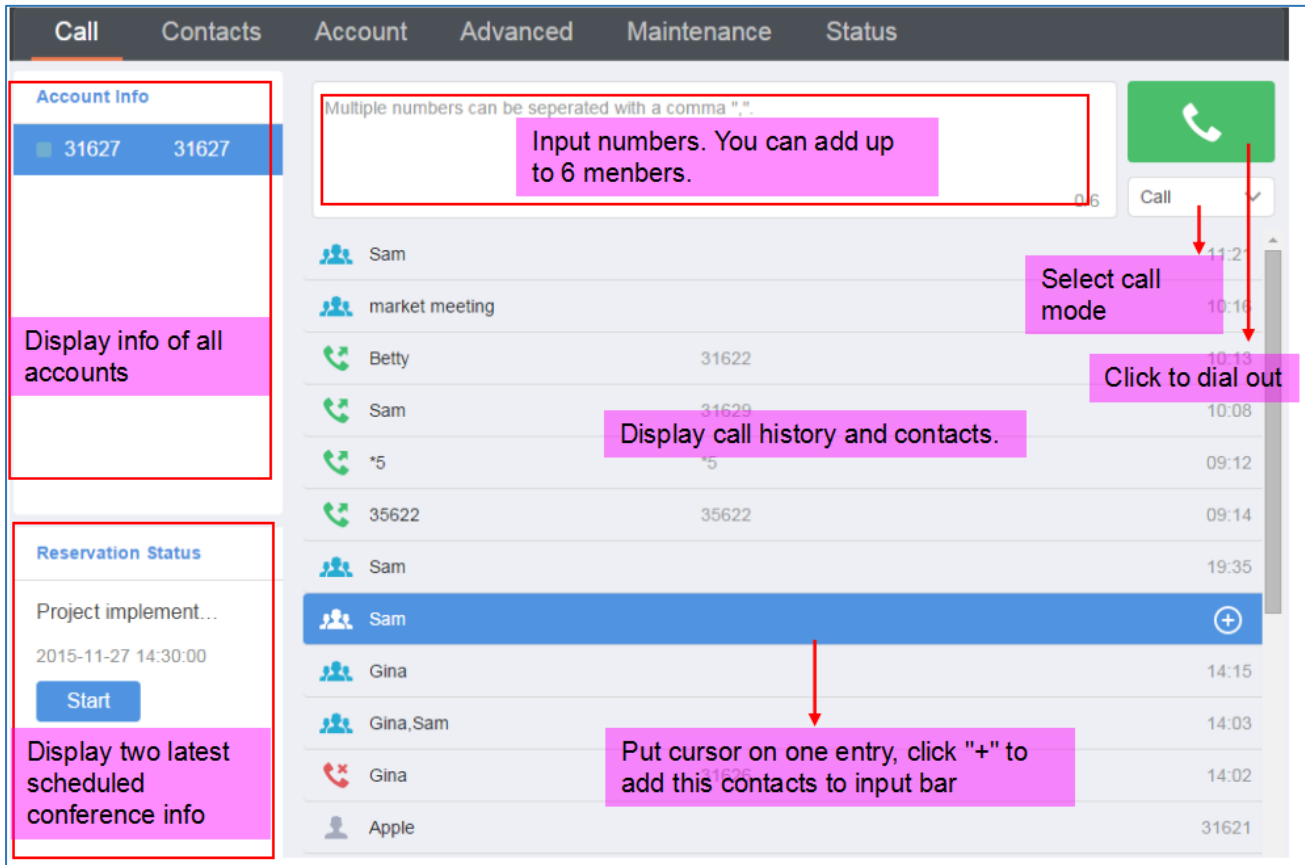 Call Contacts Account Advanced Maintenance Status
Account Info
31627 31627
Display info of all
accounts
Reservation Status
Project implement...
2015-11-27 14:30:00
Start
Display two latest
scheduled
conference info
Multiple numbers can be seperated with a comma ",".
Input numbers. You can add up
to 6 menbers.
0/6
Call
Select call
mode
Click to dial out
Sam 11:21
market meeting 10:16
Betty 31622 10:13
Sam 31629 10:08
Display call history and contacts.
*5 *5 09:12
35622 35622 09:14
Sam 19:35
Sam
Gina 14:15
Gina,Sam 14:03
Put cursor on one entry, click "+" to
add this contacts to input bar
Gina 31626 14:02
Apple 31621